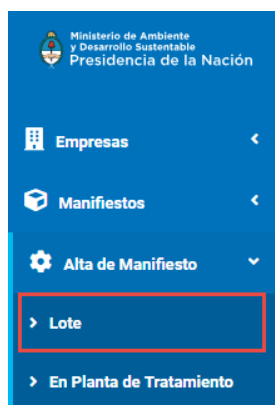 Ministerio de Ambiente
y Desarrollo Sustentable
Presidencia de la Nación
Empresas
Manifiestos
Alta de Manifiesto
Lote
En Planta de Tratamiento